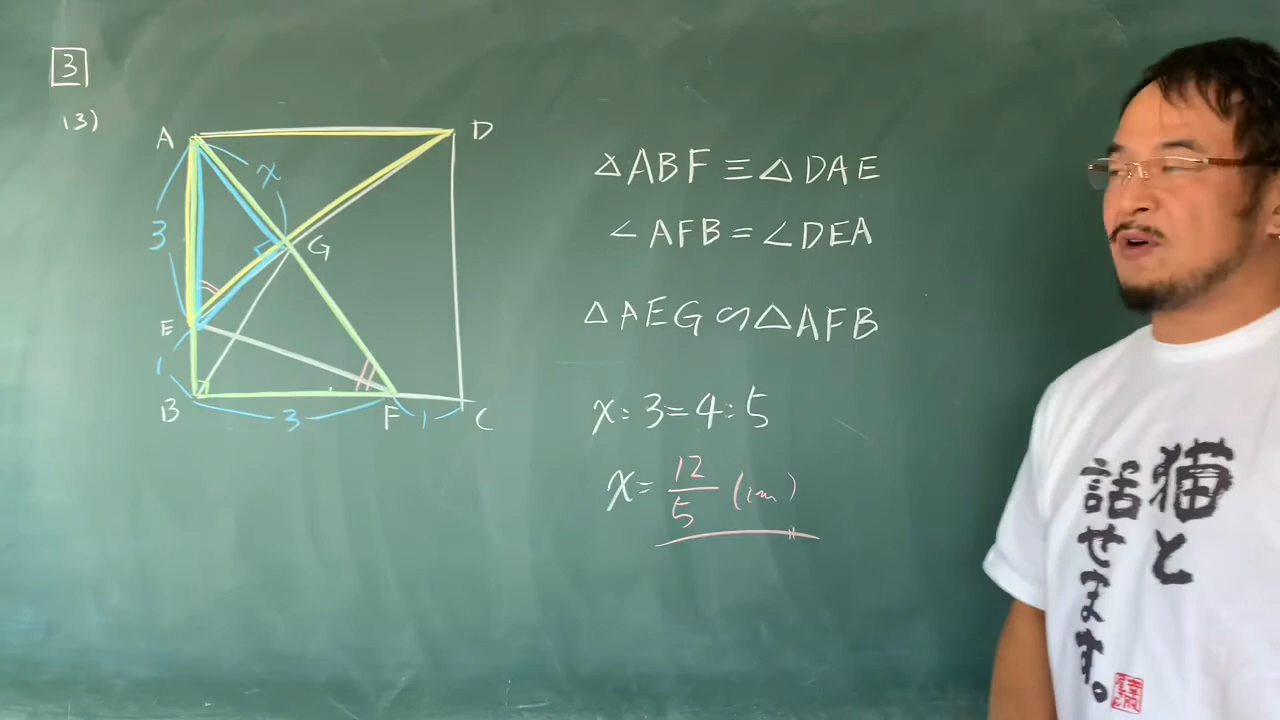 3
(3)
A
D
x
3
G
E
1
B
3
F
1
C
△ABF≡△DAE
∠AFB=∠DEA
△AEG∽△AFB
x:3=4:5
x=12/5 (cm)
猫と
話せます。